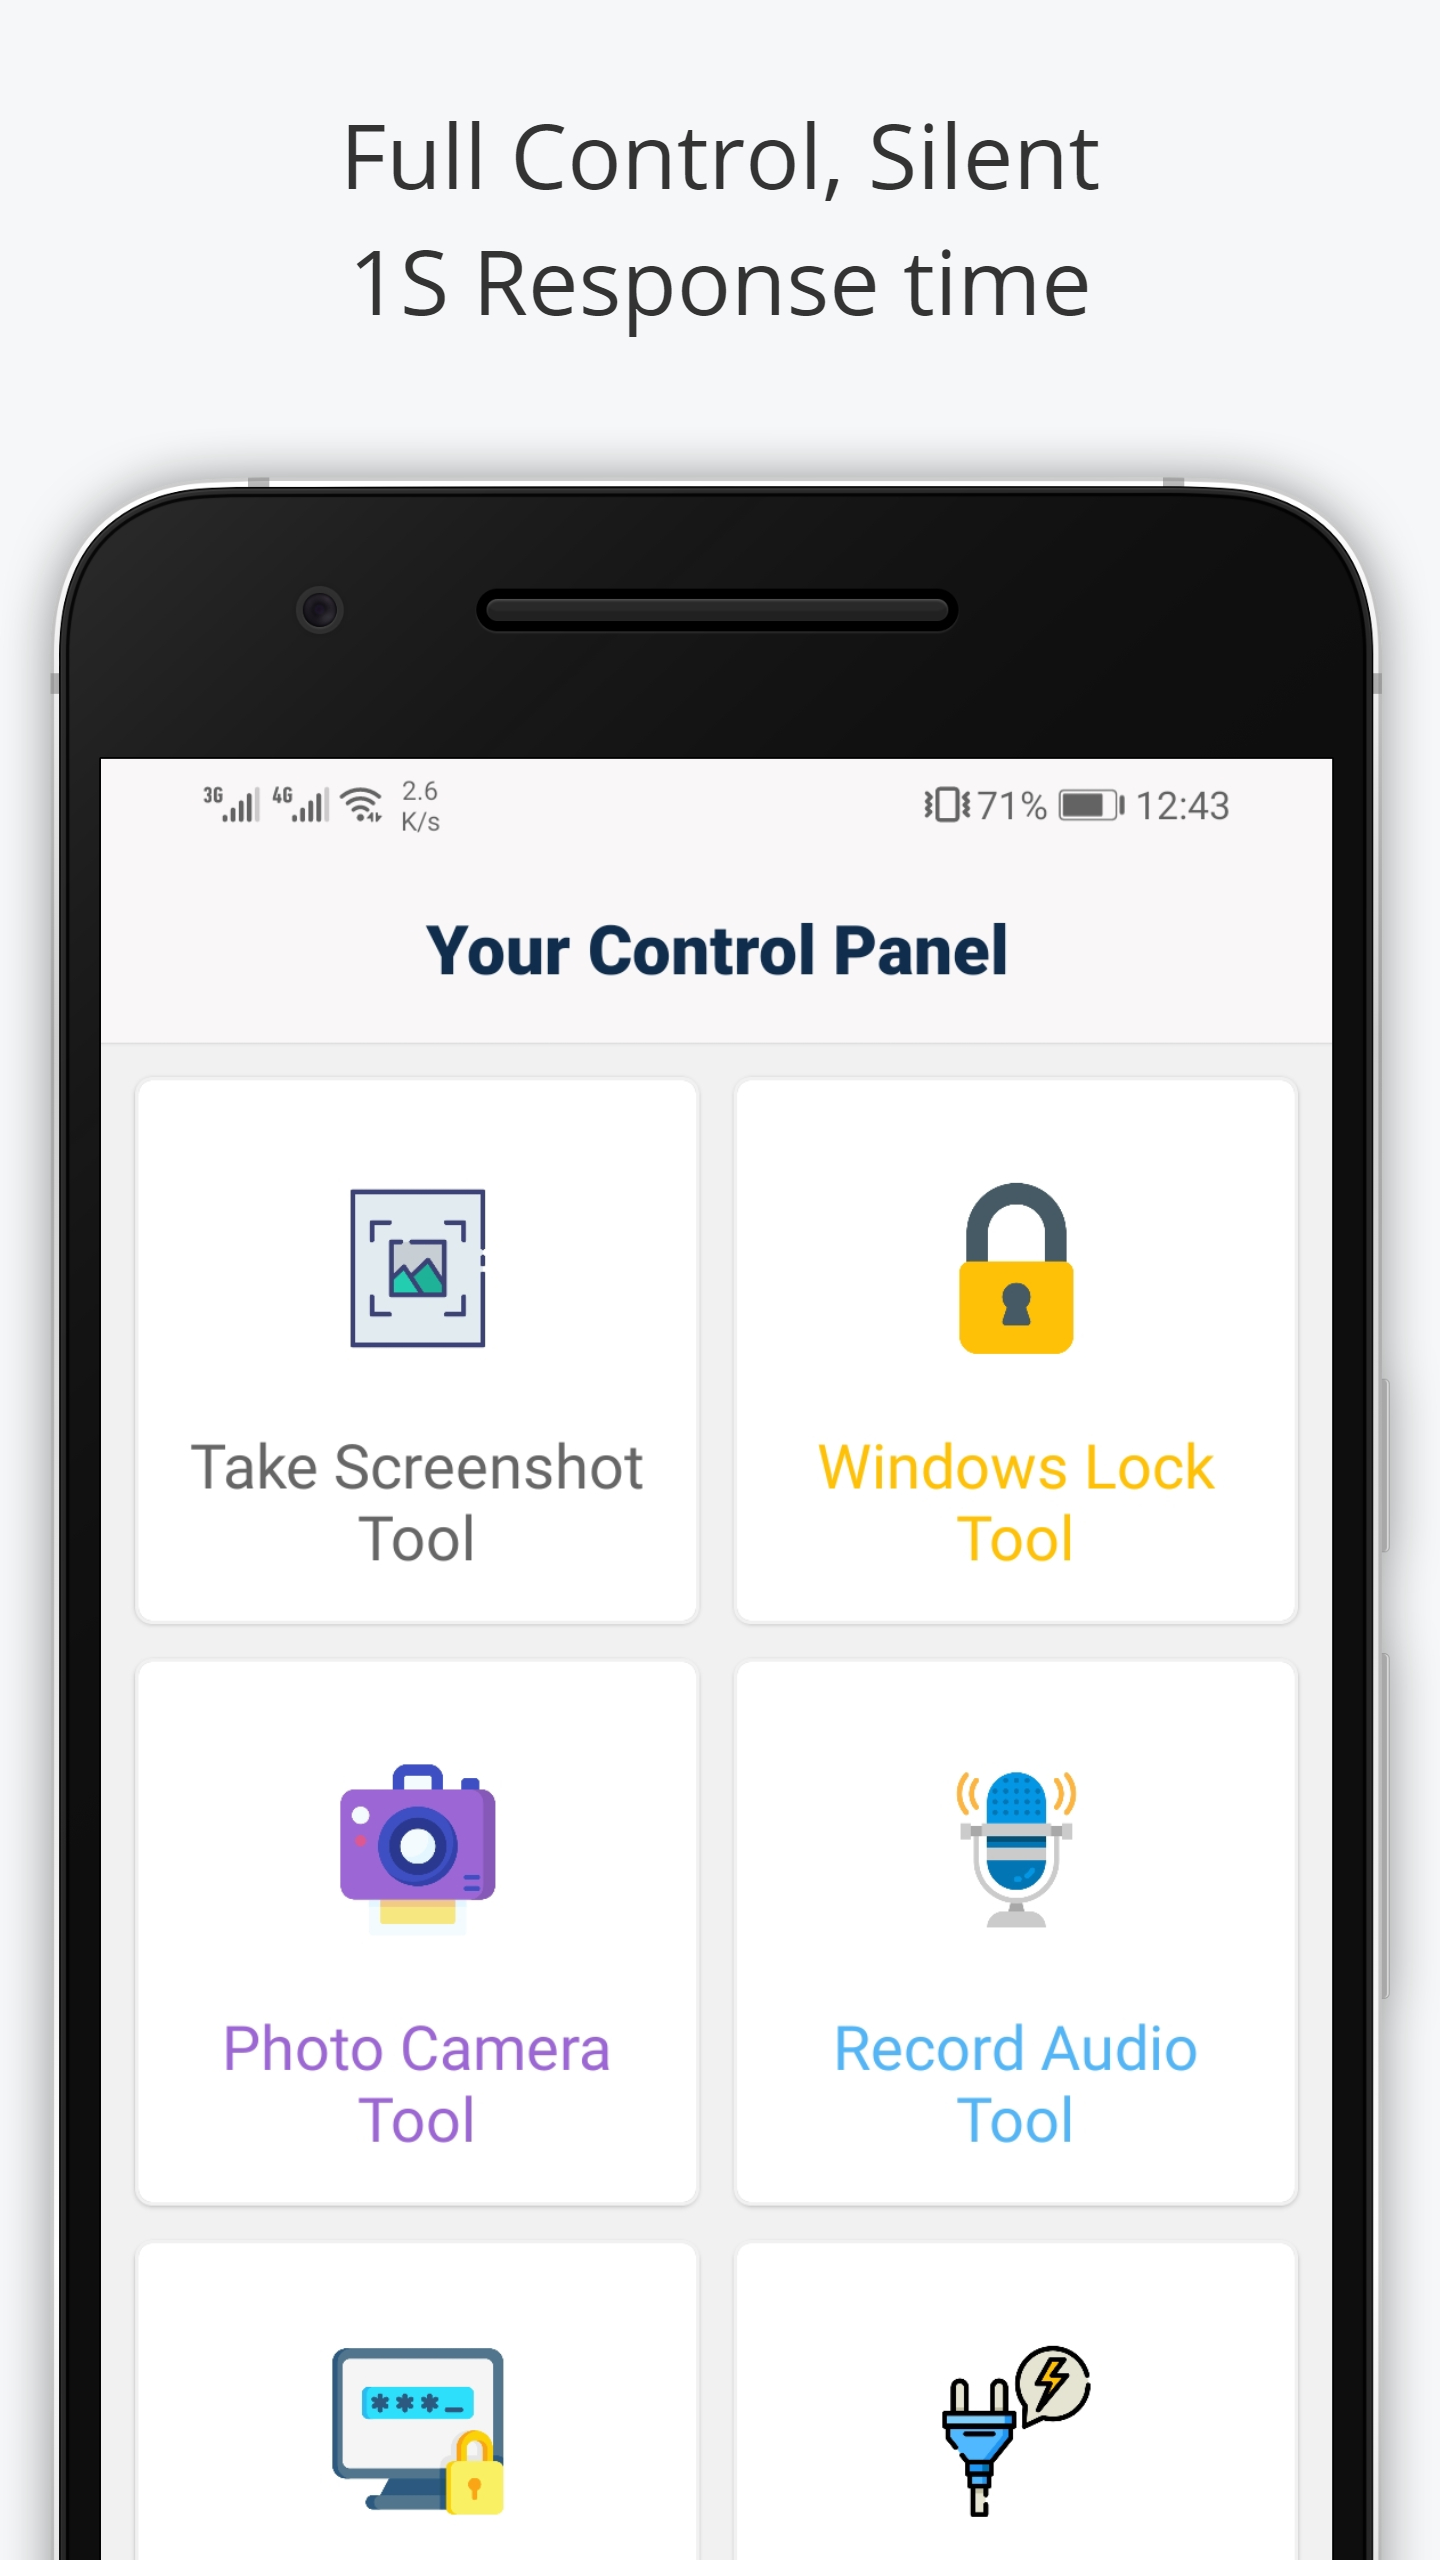 Full Control, Silent
1S Response time
3G 4G 2.6 K/s 71% 12:43
Your Control Panel
Take Screenshot
Tool
Windows Lock
Tool
Photo Camera
Tool
Record Audio
Tool
***_